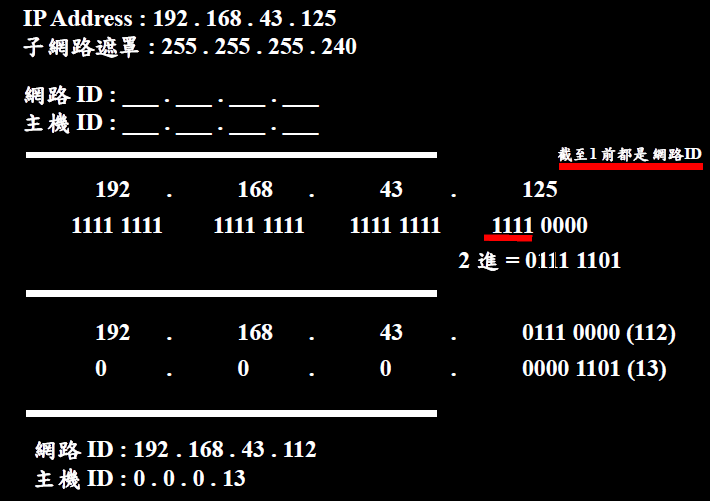 IP Address : 192 . 168 . 43 . 125
子網路遮罩 : 255 . 255 . 255 . 240
網路 ID : ___ . ___ . ___ . ___
主機 ID : ___ . ___ . ___ . ___
截至1前都是 網路ID
192 . 168 . 43 . 125
1111 1111 1111 1111 1111 1111 1111 0000
2 進 = 0111 1101
192 . 168 . 43 . 0111 0000 (112)
0 . 0 . 0 . 0000 1101 (13)
網路 ID : 192 . 168 . 43 . 112
主機 ID : 0 . 0 . 0 . 13